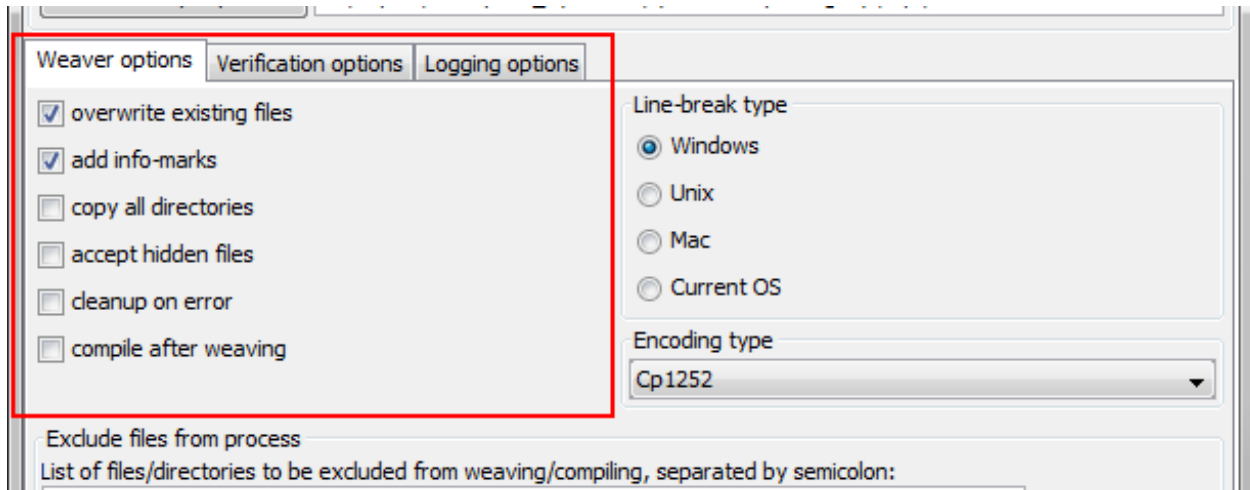 Weaver options Verification options Logging options
overwrite existing files
add info-marks
copy all directories
accept hidden files
cleanup on error
compile after weaving
Line-break type
Windows
Unix
Mac
Current OS
Encoding type
Cp1252
Exclude files from process
List of files/directories to be excluded from weaving/compiling, separated by semicolon: